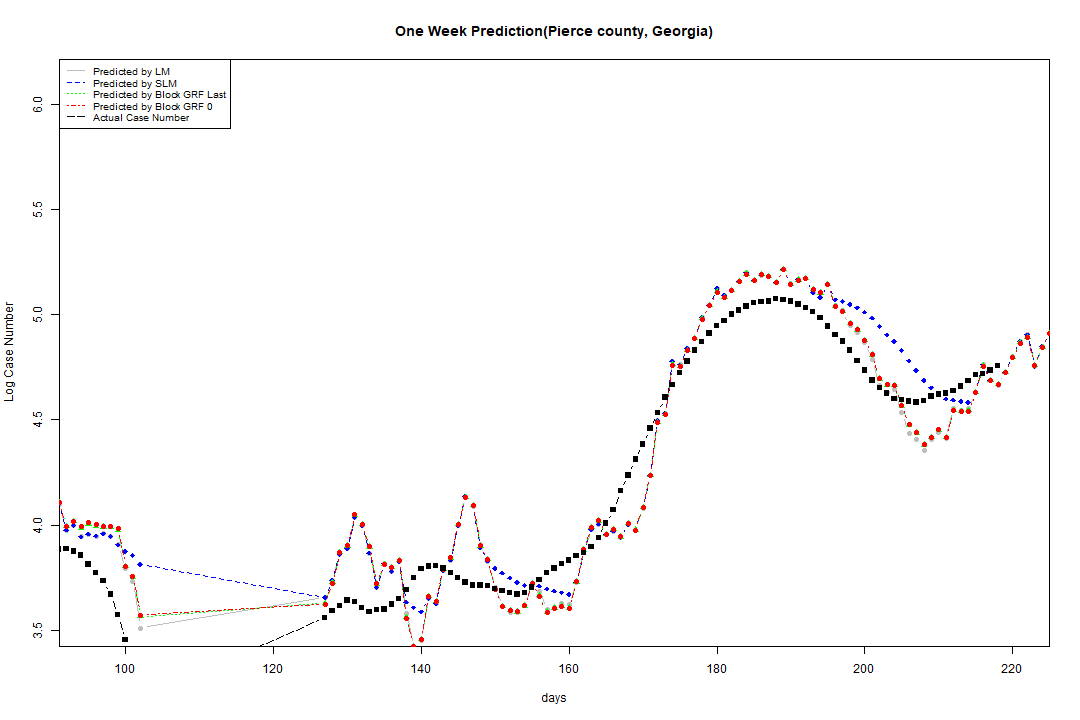 One Week Prediction(Pierce county, Georgia)
Predicted by LM
Predicted by SLM
Predicted by Block GRF Last
Predicted by Block GRF 0
Actual Case Number
6.0
5.5
5.0
4.5
4.0
3.5
Log Case Number
100 120 140 160 180 200 220
days